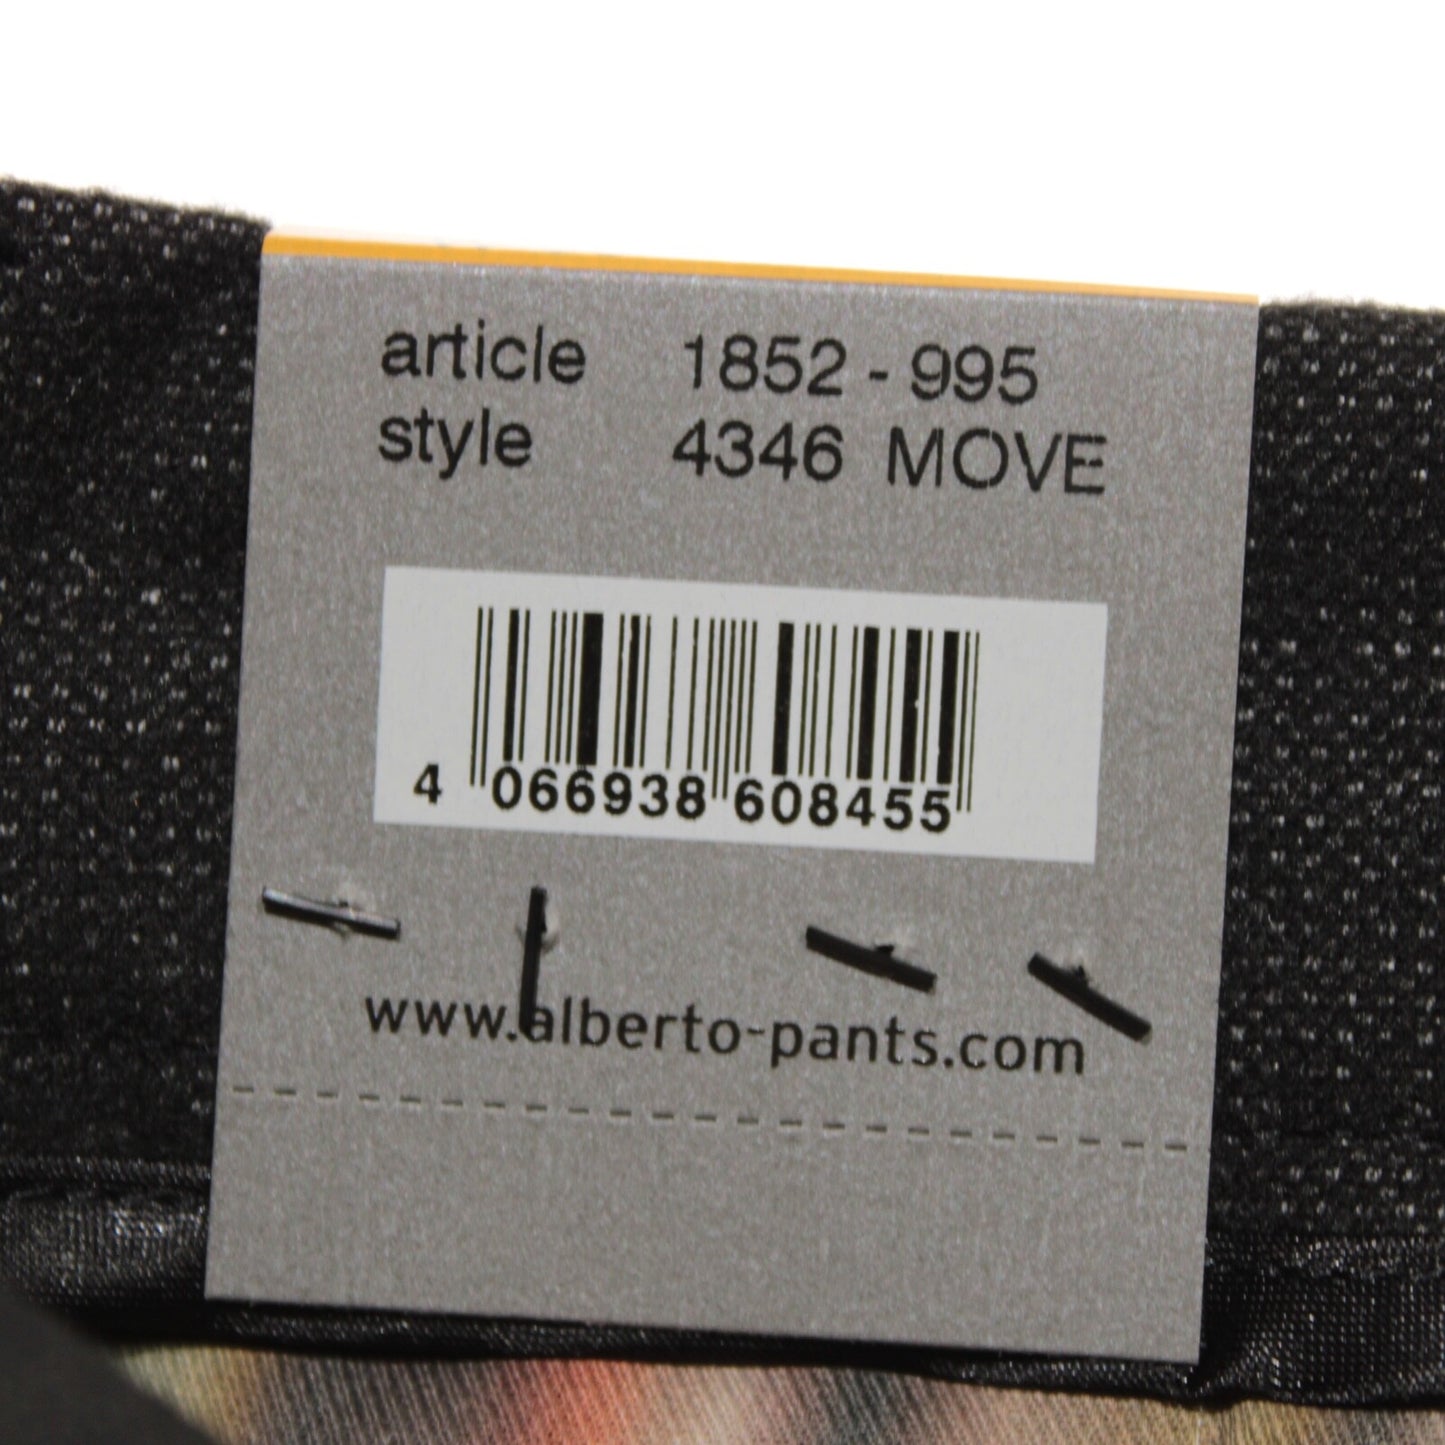 article 1852 - 995
style 4346 MOVE
4 066938 608455
www.alberto-pants.com